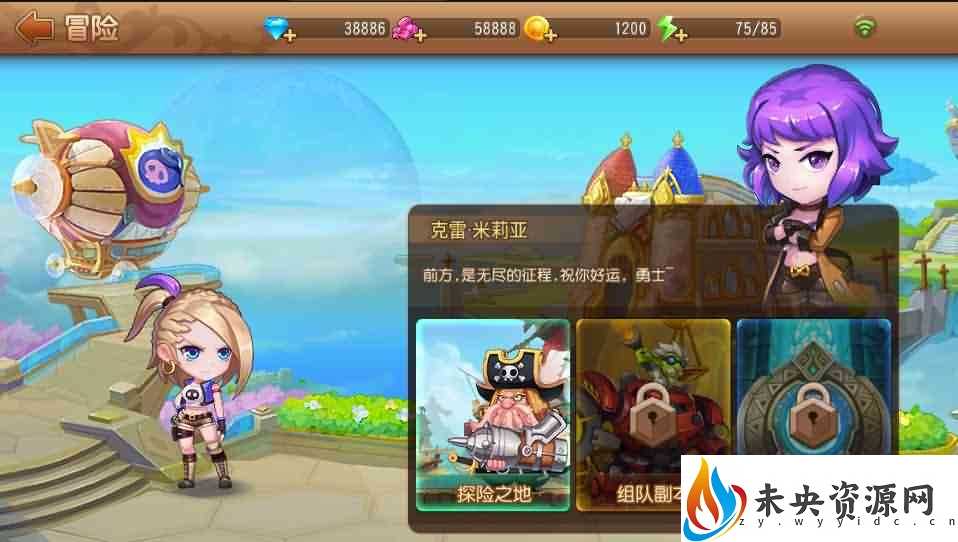 冒险
38886
58888
1200
75/85
克雷·米莉亚
前方,是无尽的征程,祝你好运。勇士~
探险之地
组队副本
未央资源网
zy.wyyidc.cn